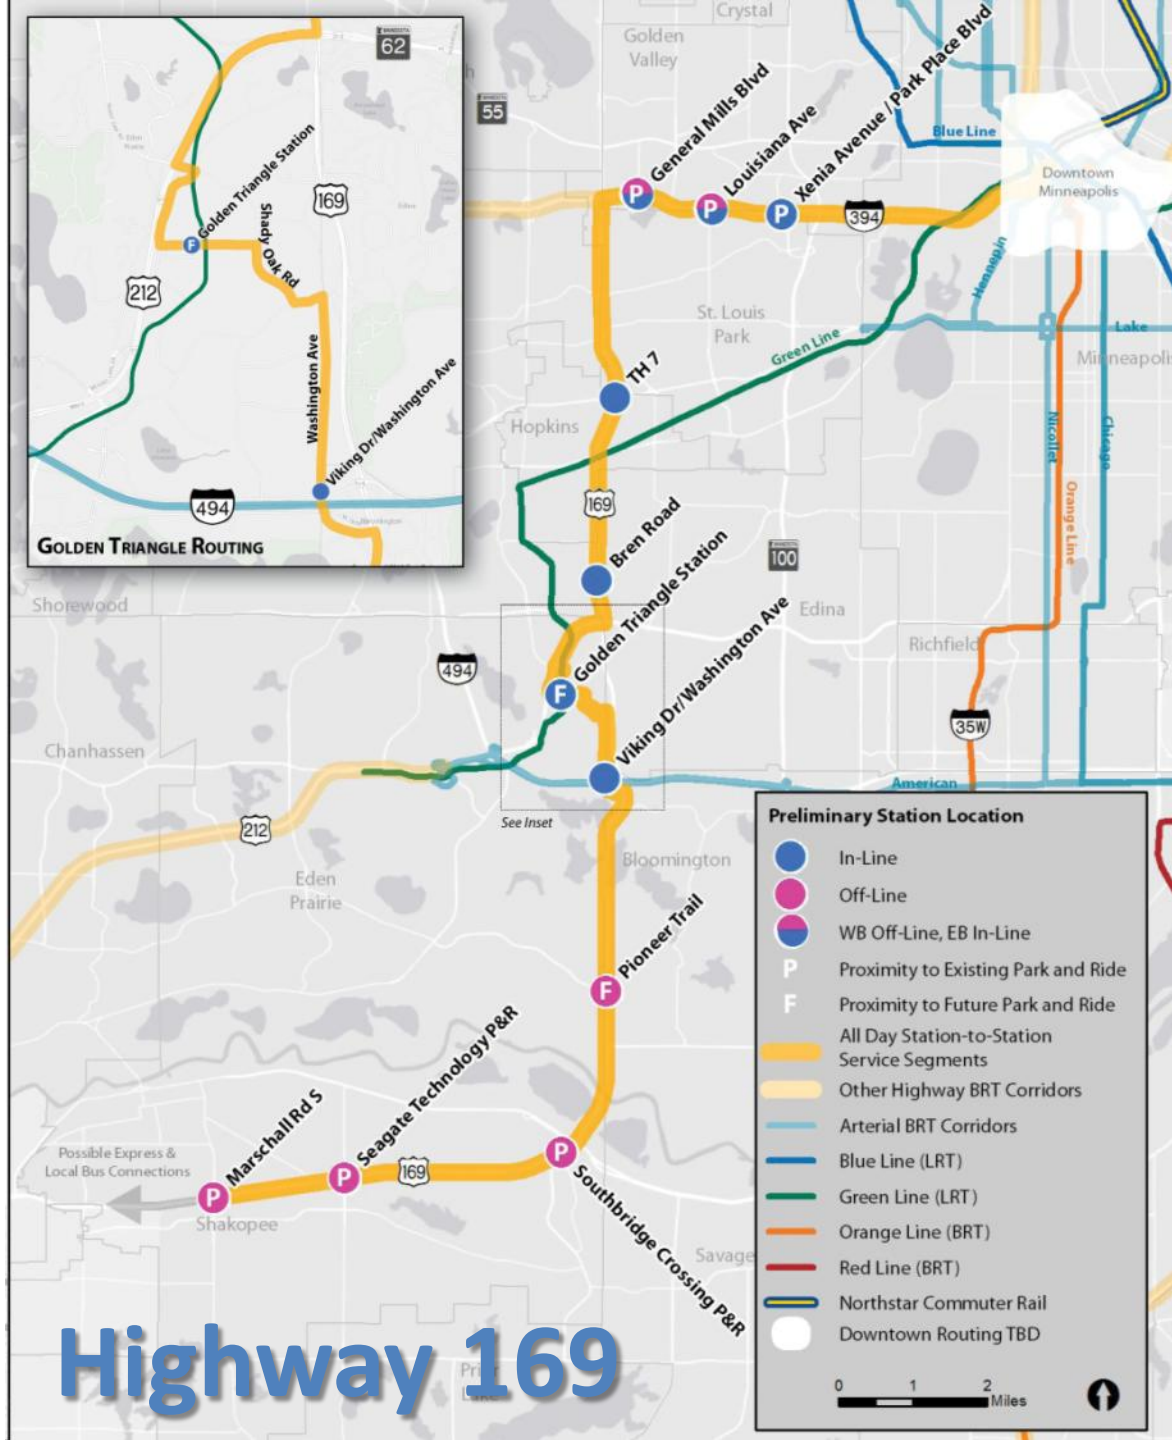 62
Golden Triangle Station
169
Shady Oak Rd
212
Washington Ave
Viking Dr/Washington Ave
494
GOLDEN TRIANGLE ROUTING
Crystal
Golden
Valley
55
General Mills Blvd
Louisiana Ave
Xenia Avenue / Park Place Blvd
Blue Line
Downtown
Minneapolis
394
Hennepin
St. Louis
Park
Green Line
Lake
Minneapolis
TH 7
Hopkins
Nicollet
Chicago
169
Orange Line
Bren Road
100
Golden Triangle Station
Shorewood
Edina
Richfield
494
Viking Dr/Washington Ave
35W
Chanhassen
American
See Inset
212
Bloomington
Eden
Prairie
Pioneer Trail
Seagate Technology P&R
Marschall Rd S
Possible Express &
Local Bus Connections
169
Shakopee
Southbridge Crossing P&R
Savage
Prior
Lake
Highway 169
Preliminary Station Location
In-Line
Off-Line
WB Off-Line, EB In-Line
P Proximity to Existing Park and Ride
F Proximity to Future Park and Ride
All Day Station-to-Station
Service Segments
Other Highway BRT Corridors
Arterial BRT Corridors
Blue Line (LRT)
Green Line (LRT)
Orange Line (BRT)
Red Line (BRT)
Northstar Commuter Rail
Downtown Routing TBD
0 1 2
Miles